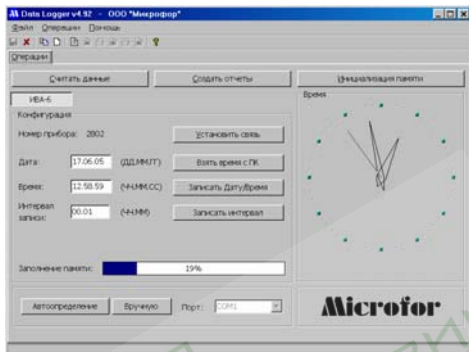 Data Logger v4.92 - ООО "Микрофор"
Файл Операции Помощь
Операции
Считать данные Создать отчеты Инициализация памяти
ИВА-6
Конфигурация
Номер прибора: 2802 Установить связь
Дата: 17.06.05 (ДД.ММ.ГГ) Взять время с ПК
Время: 12.58.59 (ЧЧ.ММ.СС) Записать Дату/Время
Интервал записи: 00.01 (ЧЧ.ММ) Записать интервал
Заполнение памяти: 19%
Автоопределение Вручную Порт: COM1
Время
Microfor